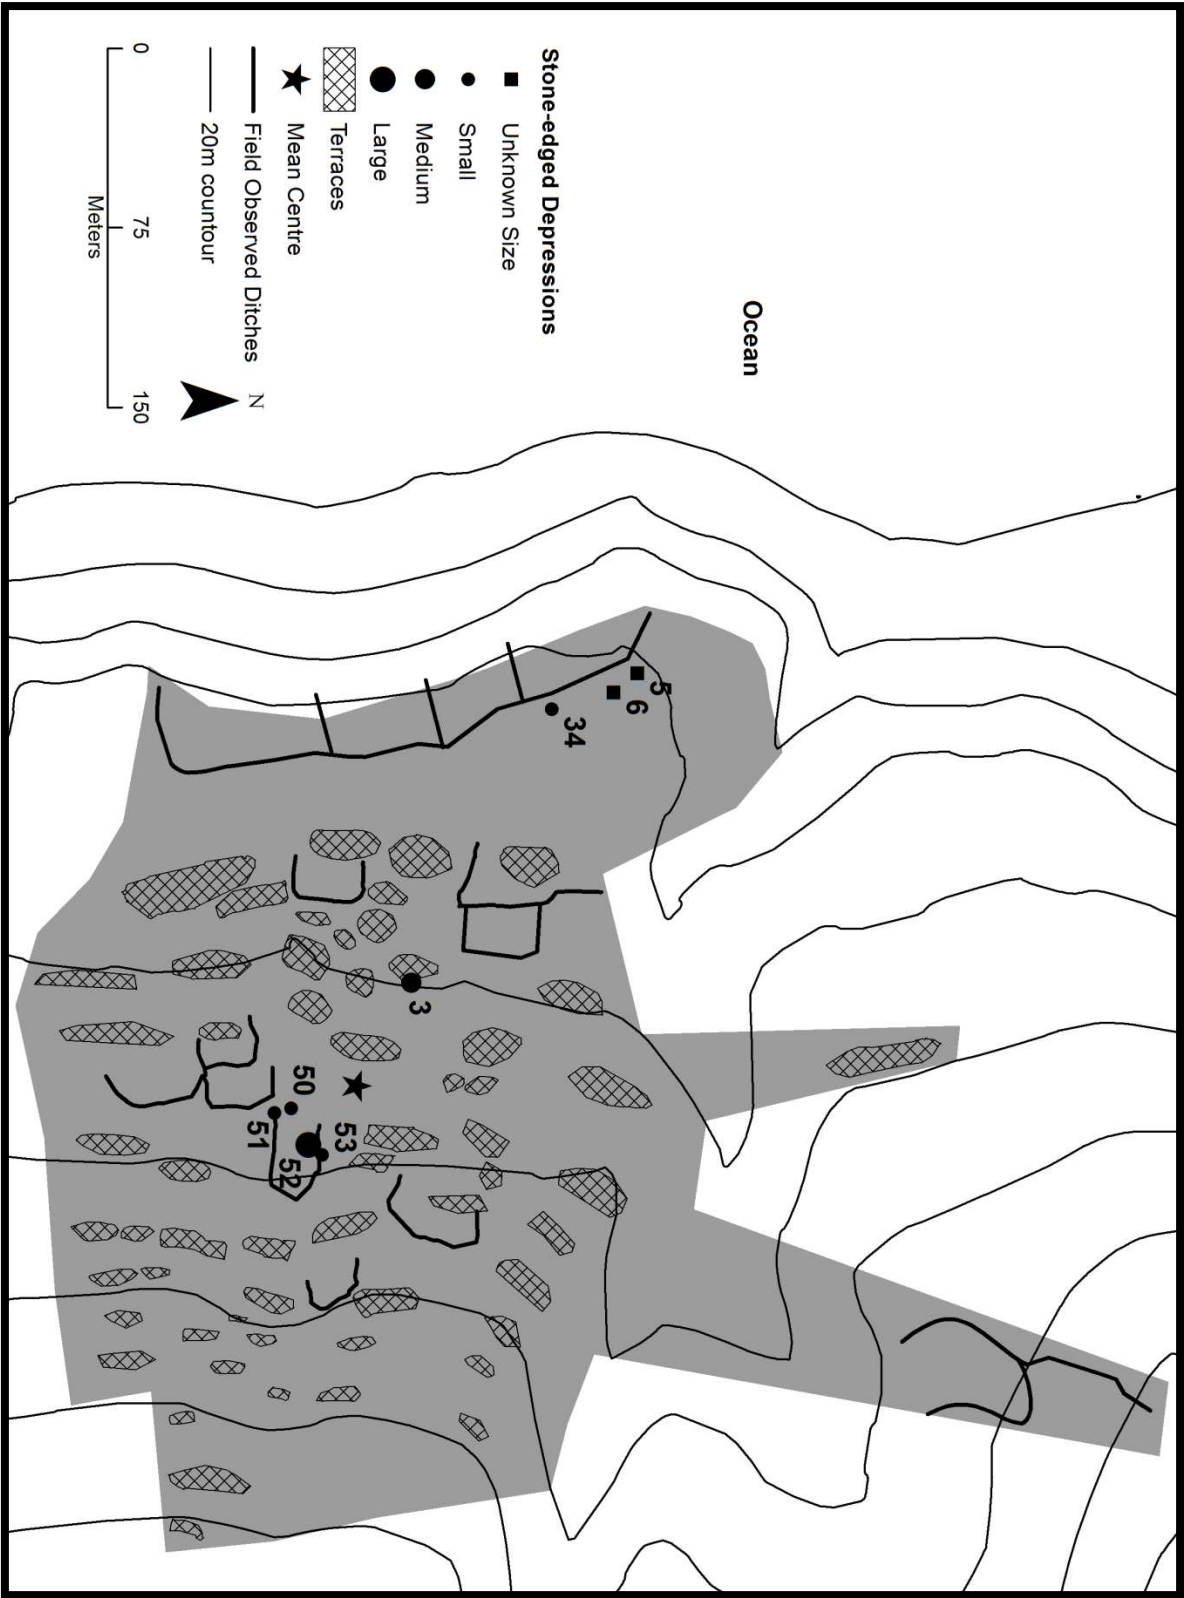 Ocean
Stone-edged Depressions
Unknown Size
Small
Medium
Large
Terraces
Mean Centre
Field Observed Ditches
20m countour
N
0 75 150
Meters
5
6
34
3
53
50
52
51